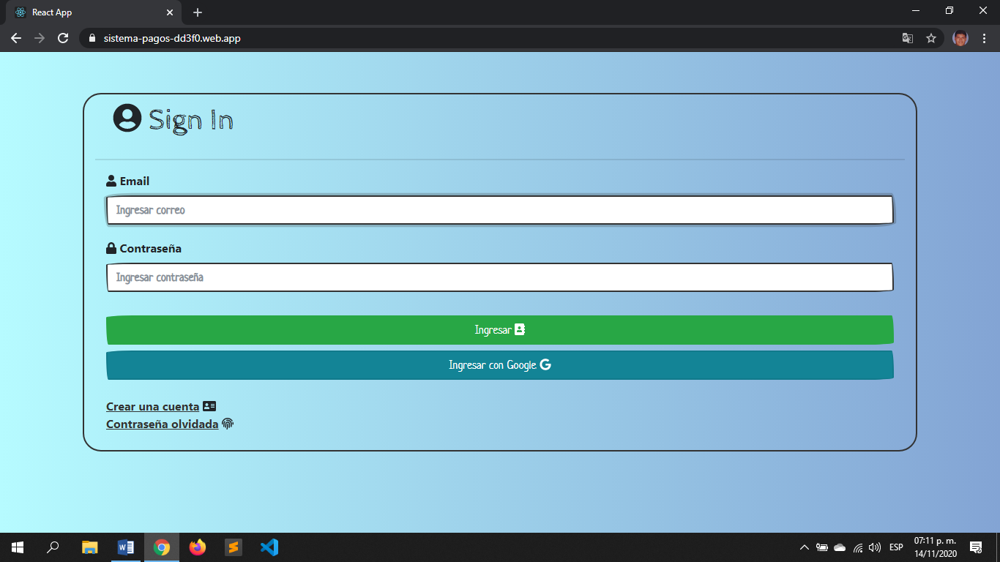 React App
sistema-pagos-dd3f0.web.app
Sign In
Email
Ingresar correo
Contraseña
Ingresar contraseña
Ingresar
Ingresar con Google
Crear una cuenta
Contraseña olvidada
ESP
07:11 p. m.
14/11/2020